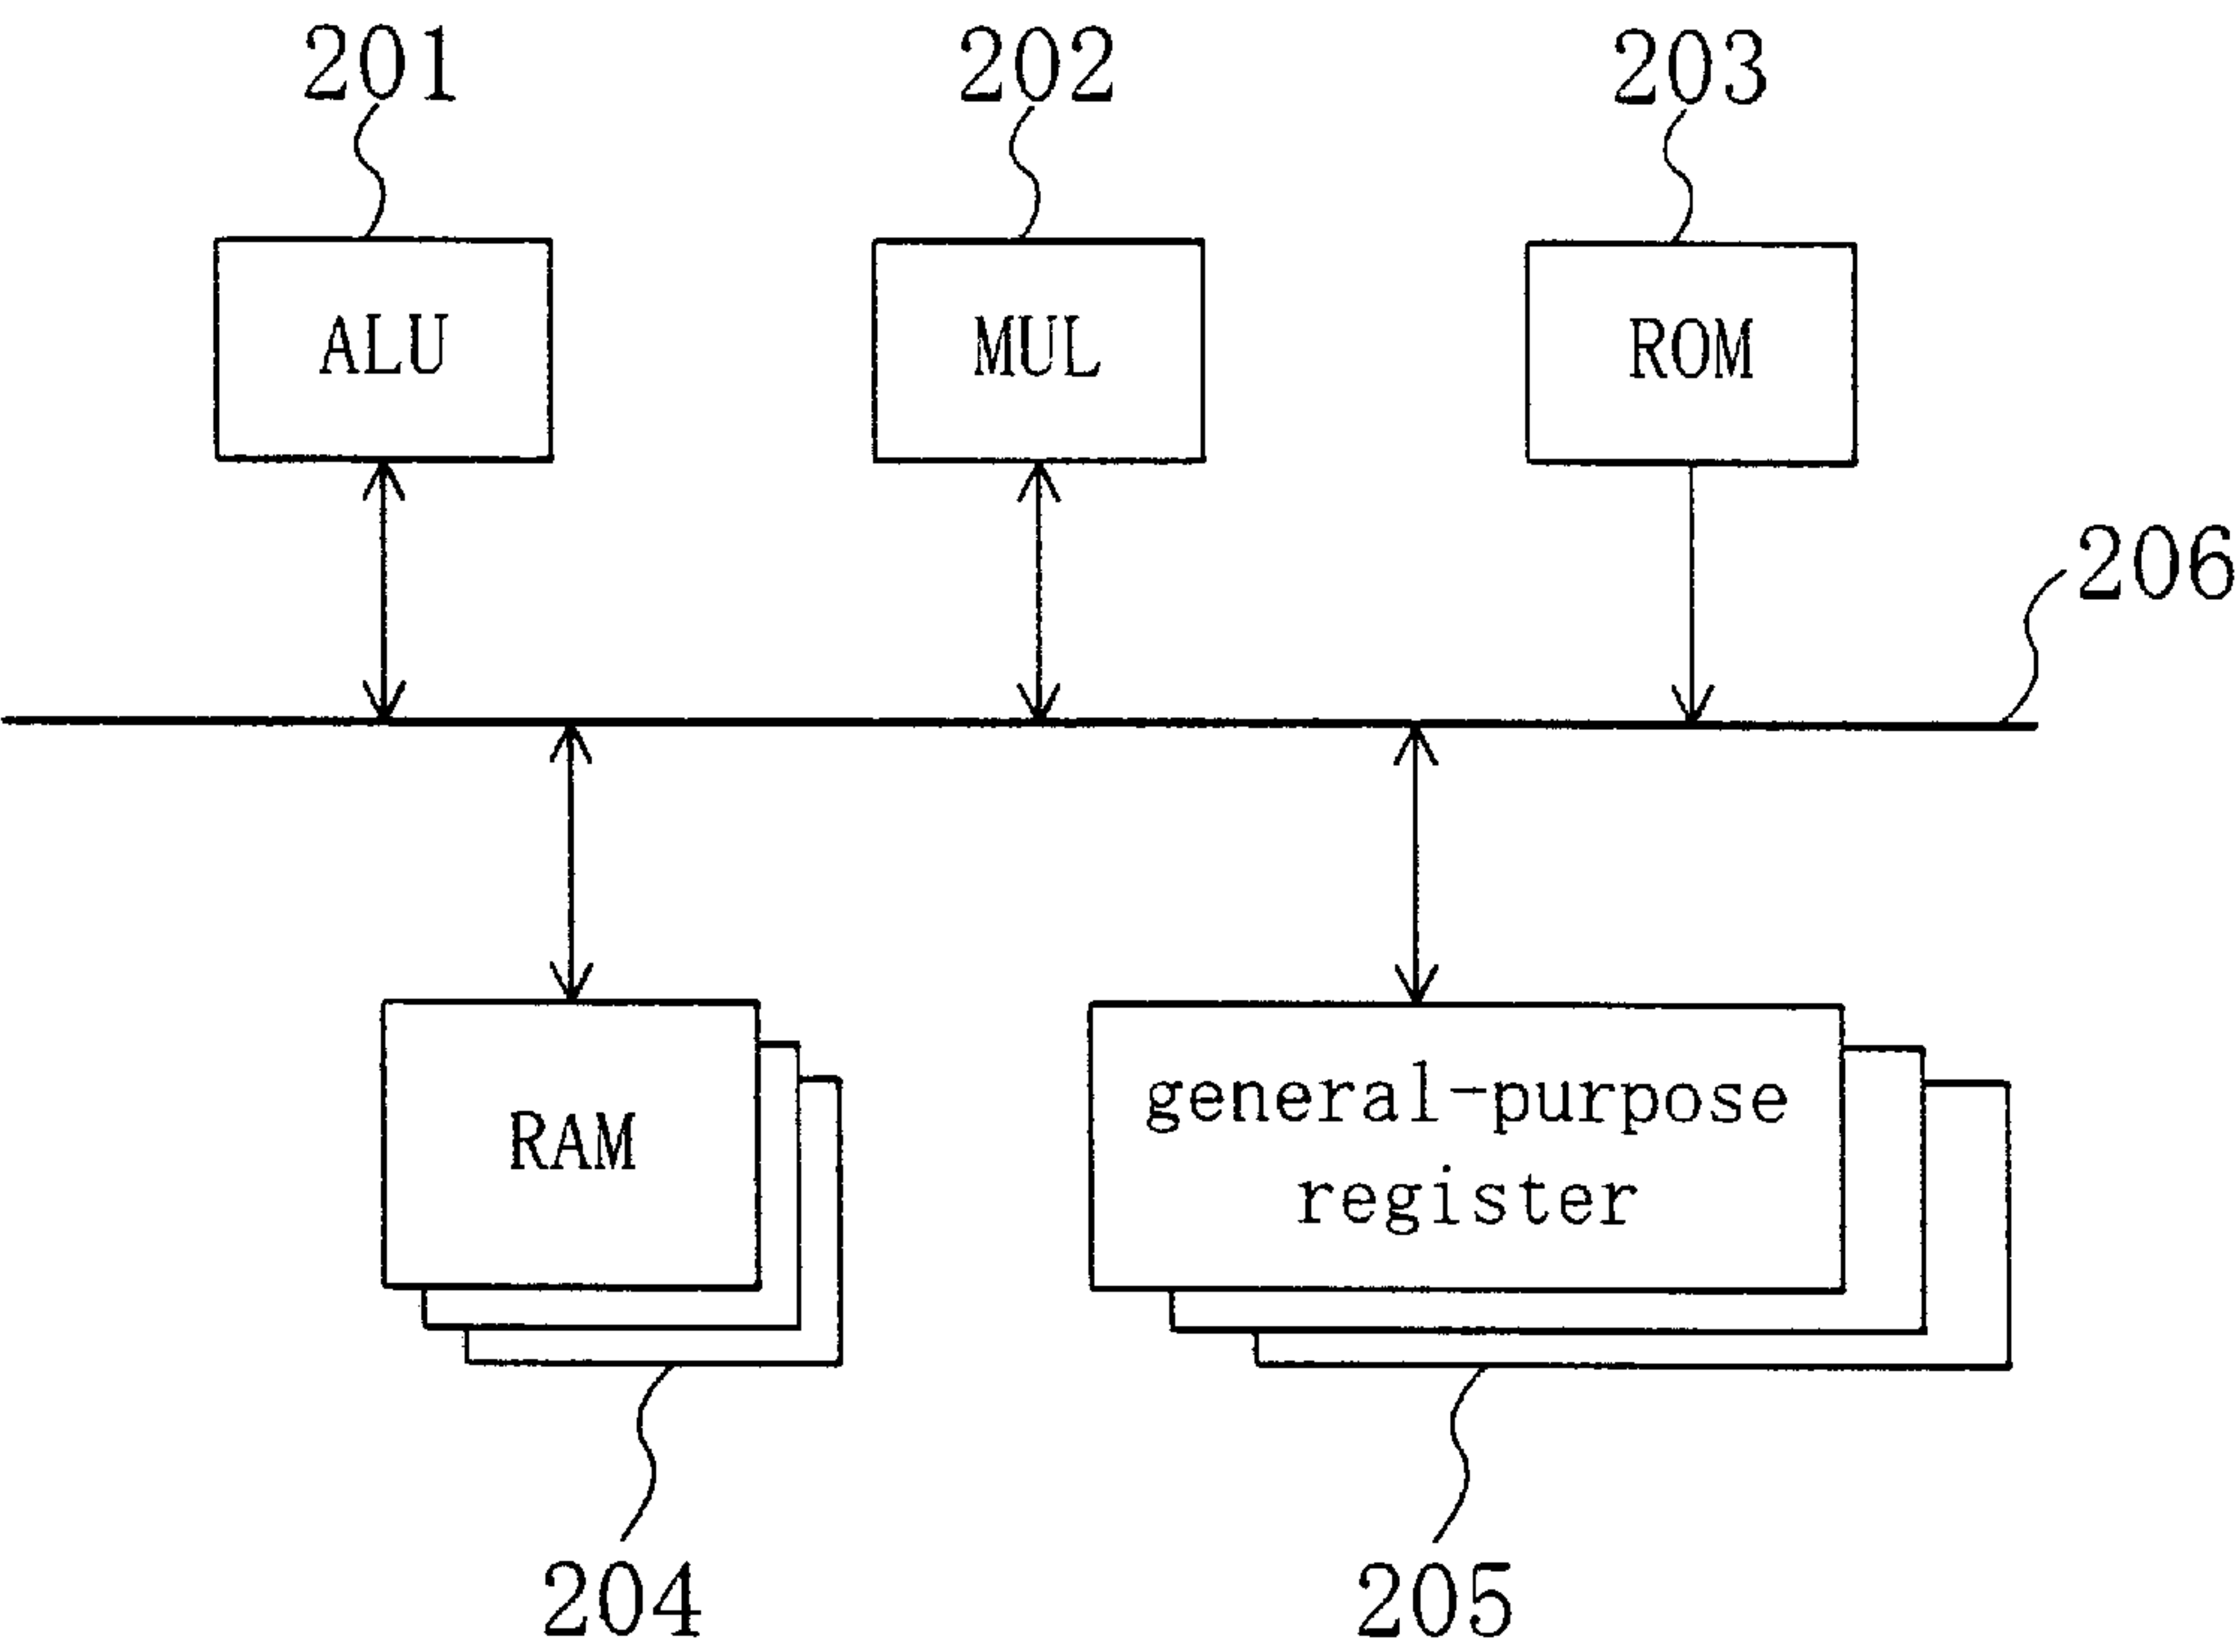 201
202
203
ALU
MUL
ROM
206
RAM
general-purpose
register
204
205